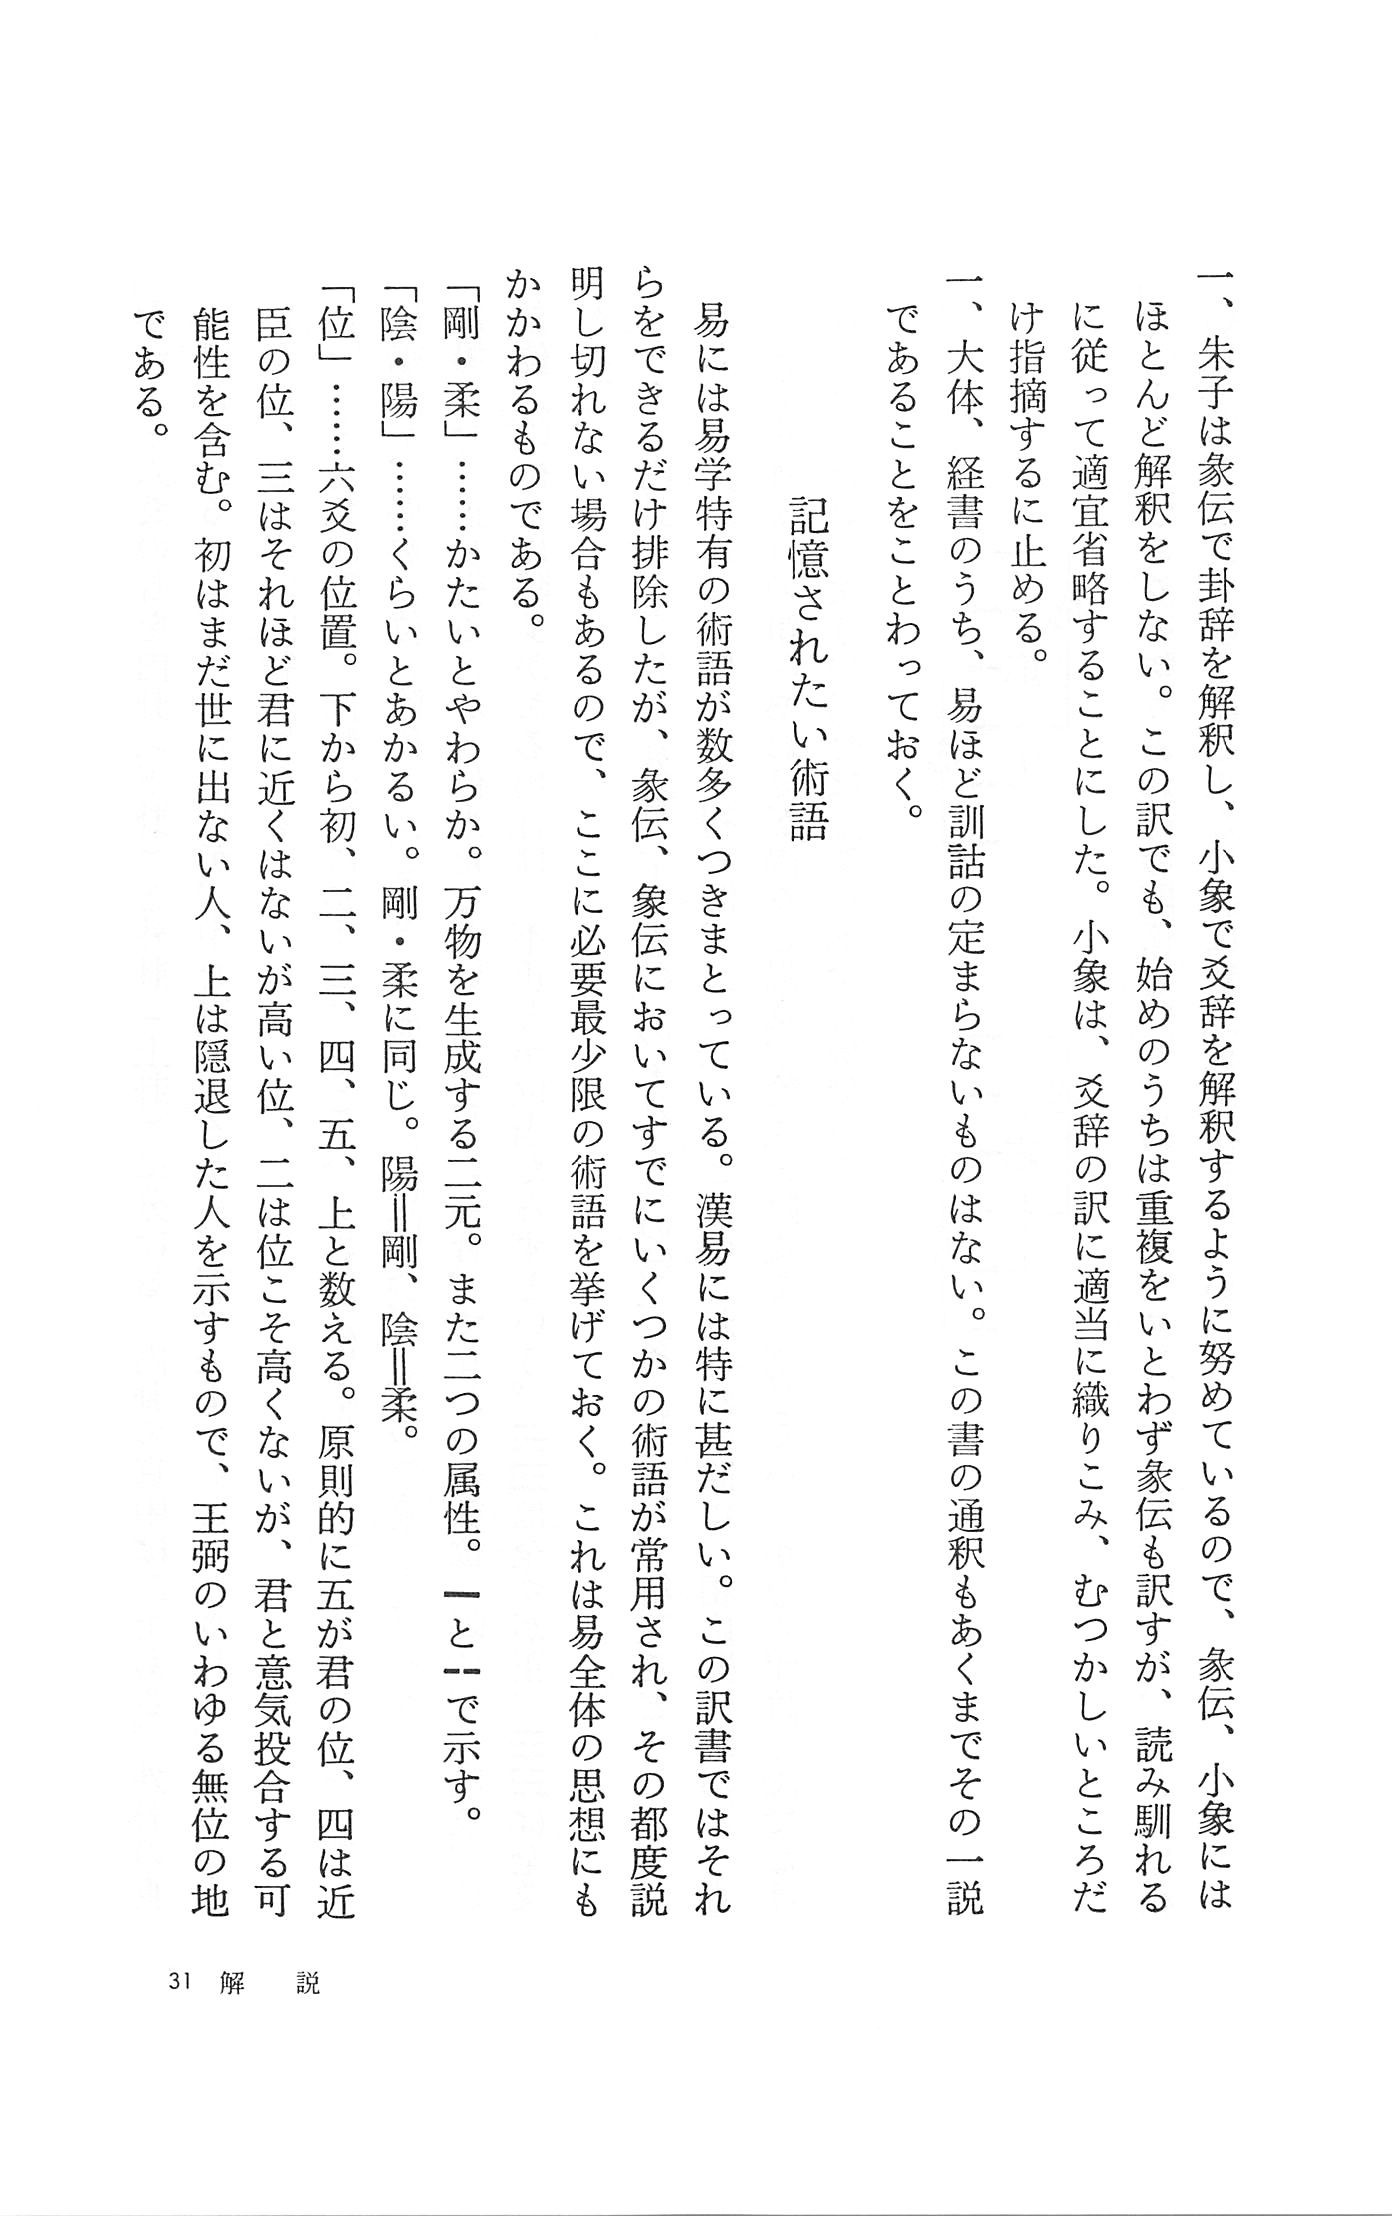 一、朱子は彖伝で卦辞を解釈し、小象で爻辞を解釈するように努めているので、彖伝、小象には
ほとんど解釈をしない。この訳でも、始めのうちは重複をいとわず彖伝も訳すが、読み馴れる
に従って適宜省略することにした。小象は、爻辞の訳に適当に織りこみ、むつかしいところだ
け指摘するに止める。
一、大体、経書のうち、易ほど訓詁の定まらないものはない。この書の通釈もあくまでその一説
であることをことわっておく。
記憶されたい術語
易には易学特有の術語が数多くつきまとっている。漢易には特に甚だしい。この訳書ではそれ
らをできるだけ排除したが、彖伝、象伝においてすでにいくつかの術語が常用され、その都度説
明し切れない場合もあるので、ここに必要最少限の術語を挙げておく。これは易全体の思想にも
かかわるものである。
「剛・柔」……かたいとやわらか。万物を生成する二元。また二つの属性。⚊と⚋で示す。
「陰・陽」……くらいとあかるい。剛・柔に同じ。陽＝剛、陰＝柔。
「位」……六爻の位置。下から初、二、三、四、五、上と数える。原則的に五が君の位、四は近
臣の位、三はそれほど君に近くはないが高い位、二は位こそ高くないが、君と意気投合する可
能性を含む。初はまだ世に出ない人、上は隠退した人を示すもので、王弼のいわゆる無位の地
である。
31 解 説